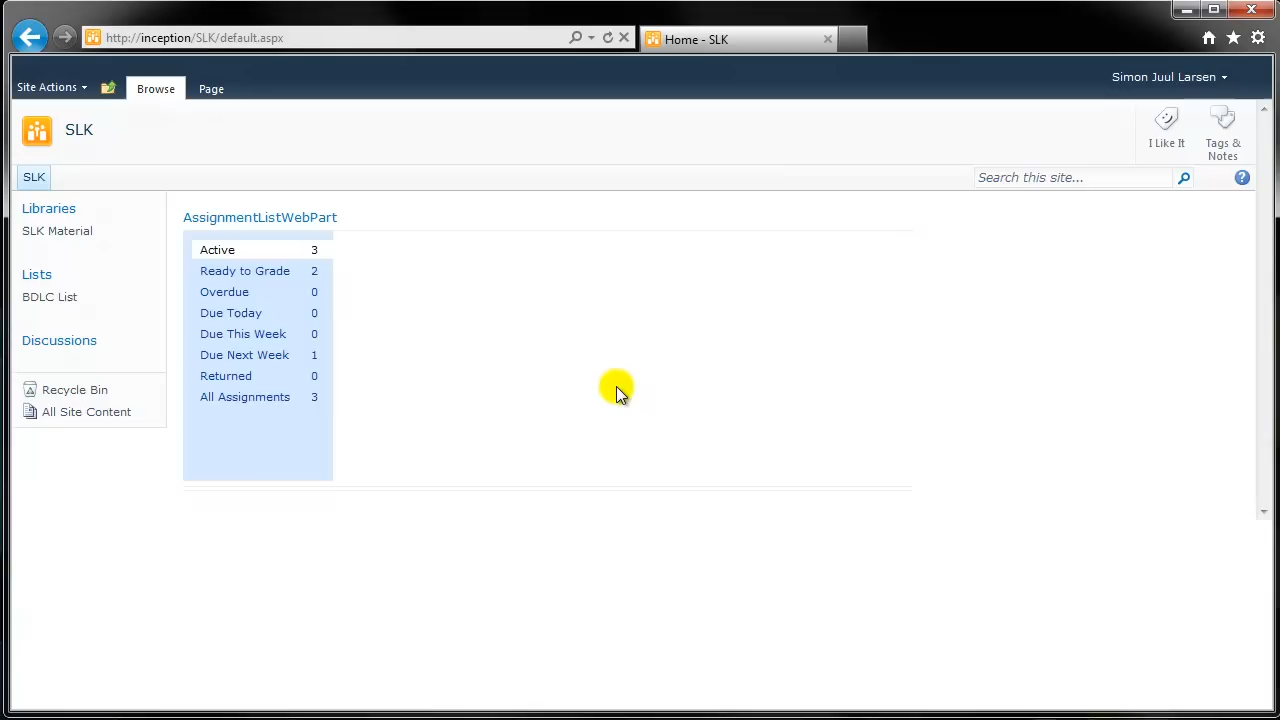 http://inception/SLK/default.aspx
Home - SLK
Site Actions
Browse
Page
Simon Juul Larsen
SLK
I Like It
Tags & Notes
SLK
Search this site...
Libraries
SLK Material
Lists
BDLC List
Discussions
Recycle Bin
All Site Content
AssignmentListWebPart
Active 3
Ready to Grade 2
Overdue 0
Due Today 0
Due This Week 0
Due Next Week 1
Returned 0
All Assignments 3